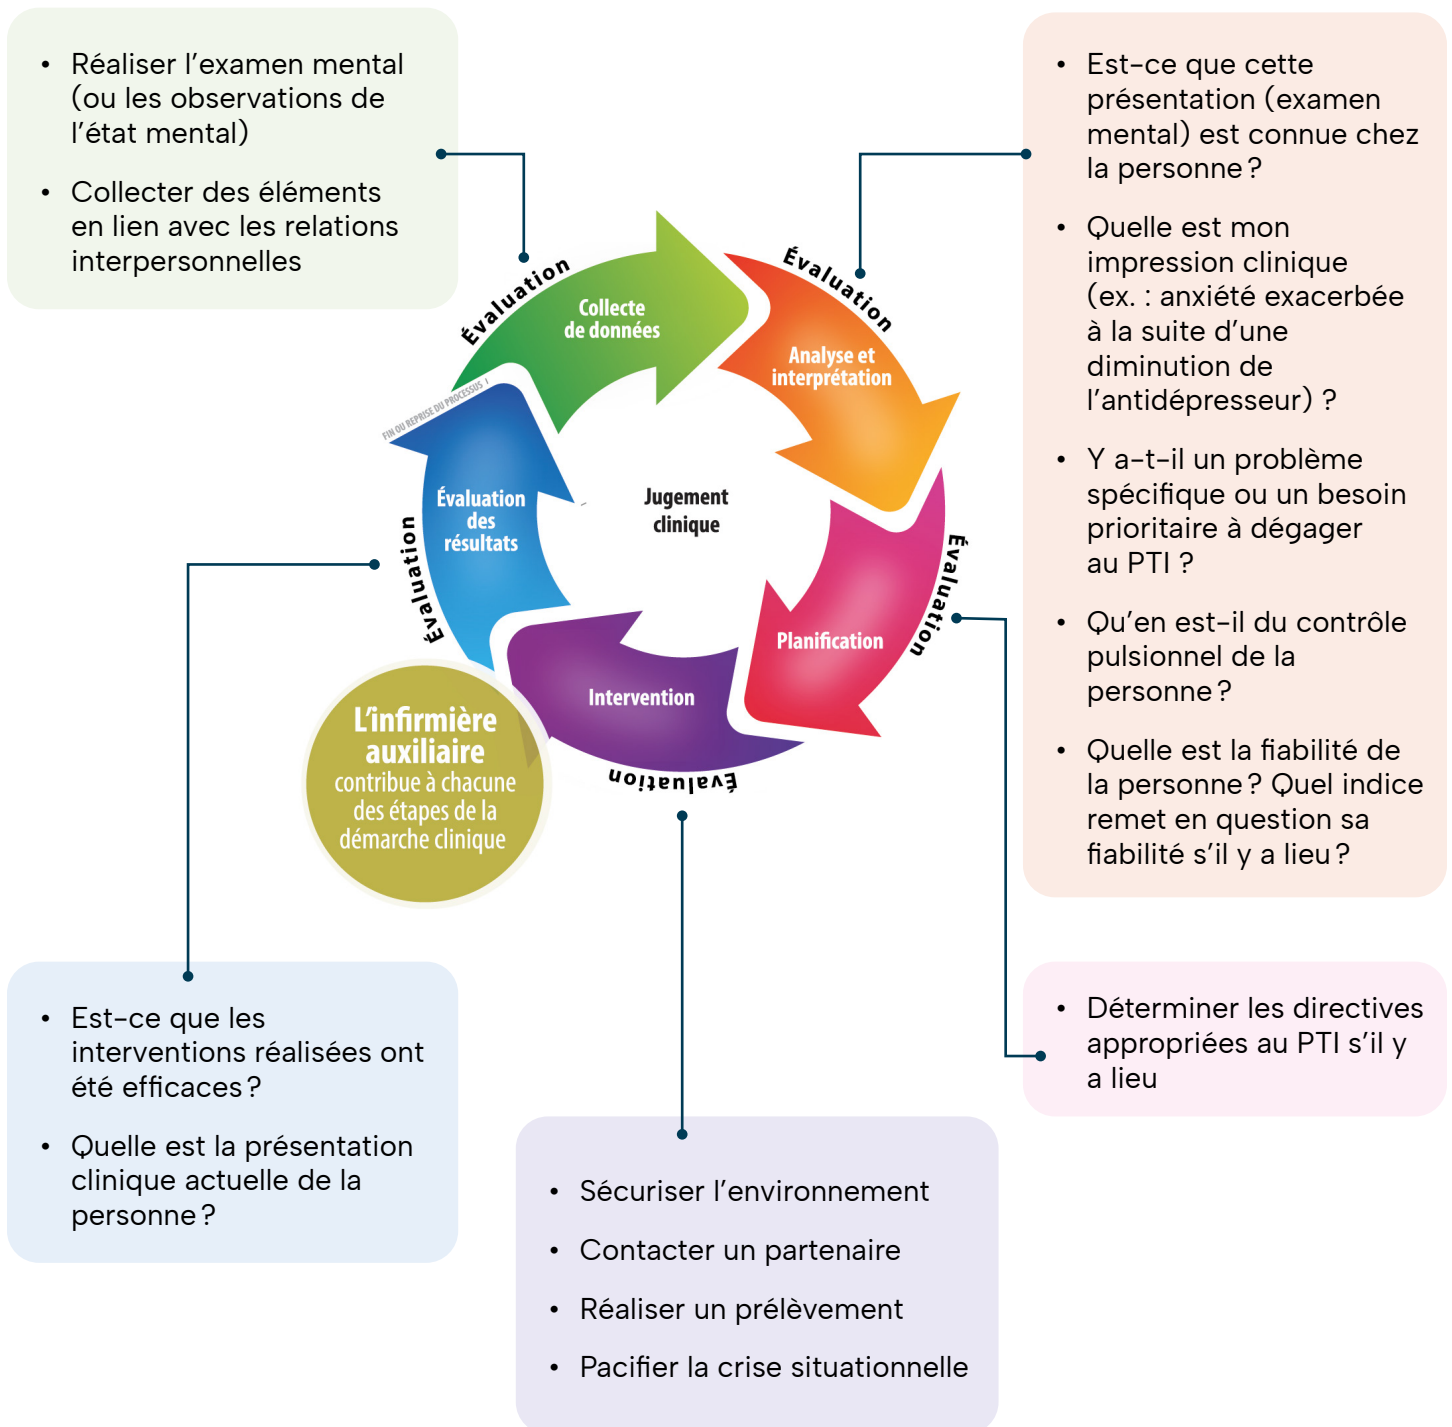 • Réaliser l’examen mental
(ou les observations de
l’état mental)
• Collecter des éléments
en lien avec les relations
interpersonnelles
• Est-ce que cette
présentation (examen
mental) est connue chez
la personne ?
• Quelle est mon
impression clinique
(ex. : anxiété exacerbée
à la suite d’une
diminution de
l’antidépresseur) ?
• Y a-t-il un problème
spécifique ou un besoin
prioritaire à dégager
au PTI ?
• Qu’en est-il du contrôle
pulsionnel de la
personne ?
• Quelle est la fiabilité de
la personne ? Quel indice
remet en question sa
fiabilité s’il y a lieu ?
Évaluation
Collecte
de données
Évaluation
Analyse et
interprétation
FIN OU REPRISE DU PROCESSUS
Évaluation
des
résultats
Jugement
clinique
Évaluation
Évaluation
Planification
Intervention
Évaluation
L’infirmière
auxiliaire
contribue à chacune
des étapes de la
démarche clinique
• Est-ce que les
interventions réalisées ont
été efficaces ?
• Quelle est la présentation
clinique actuelle de la
personne ?
• Déterminer les directives
appropriées au PTI s’il y
a lieu
• Sécuriser l’environnement
• Contacter un partenaire
• Réaliser un prélèvement
• Pacifier la crise situationnelle